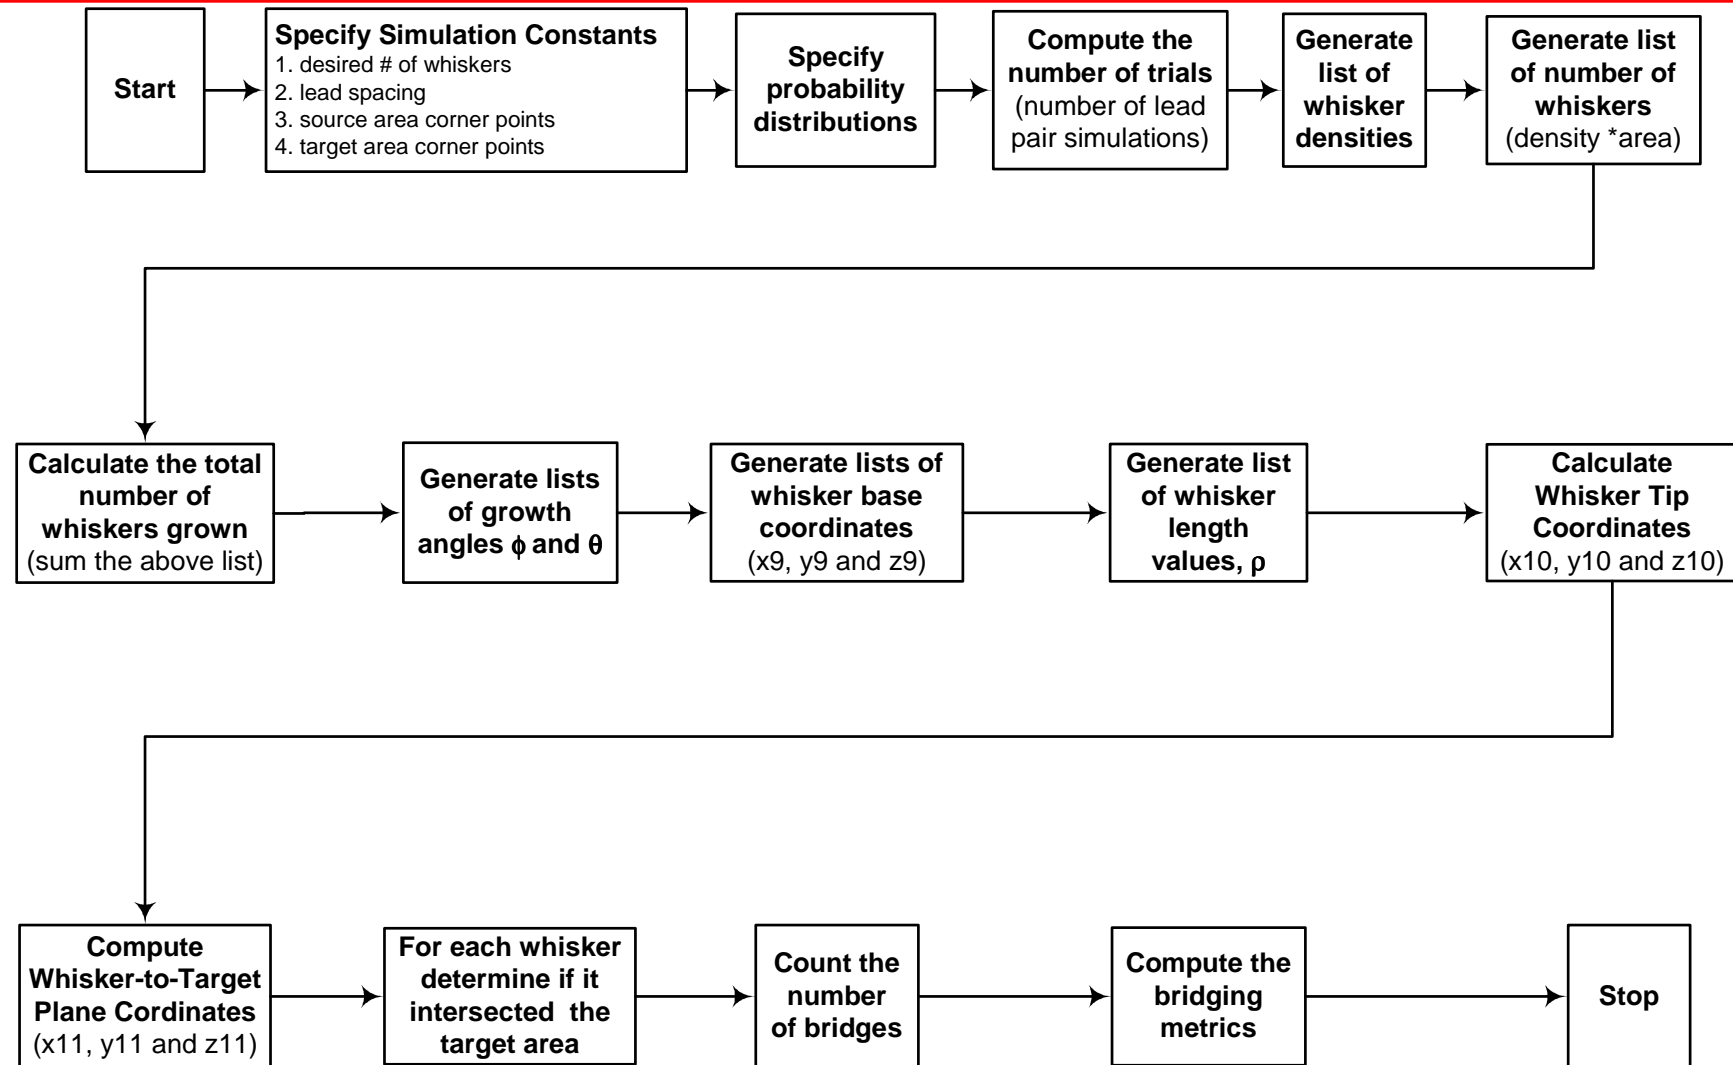 Start
Specify Simulation Constants
1. desired # of whiskers
2. lead spacing
3. source area corner points
4. target area corner points
Specify
probability
distributions
Compute the
number of trials
(number of lead
pair simulations)
Generate
list of
whisker
densities
Generate list
of number of
whiskers
(density *area)
Calculate the total
number of
whiskers grown
(sum the above list)
Generate lists
of growth
angles ϕ and θ
Generate lists of
whisker base
coordinates
(x9, y9 and z9)
Generate list
of whisker
length
values, ρ
Calculate
Whisker Tip
Coordinates
(x10, y10 and z10)
Compute
Whisker-to-Target
Plane Cordinates
(x11, y11 and z11)
For each whisker
determine if it
intersected the
target area
Count the
number
of bridges
Compute the
bridging
metrics
Stop